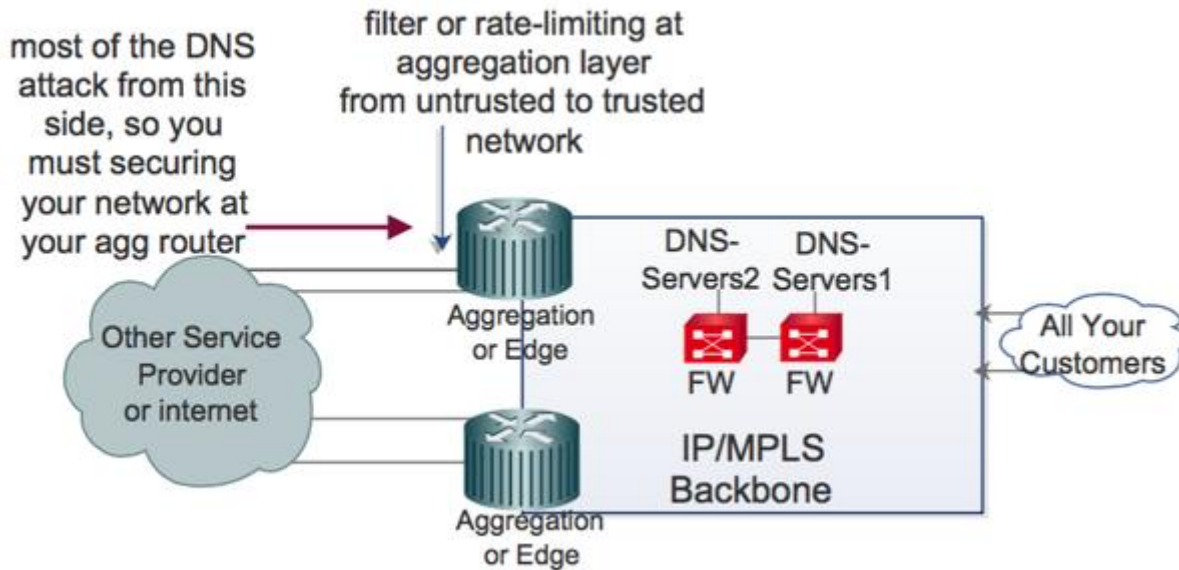 most of the DNS
attack from this
side, so you
must securing
your network at
your agg router
filter or rate-limiting at
aggregation layer
from untrusted to trusted
network
Other Service
Provider
or internet
Aggregation
or Edge
Aggregation
or Edge
DNS-
Servers2
DNS-
Servers1
FW
FW
IP/MPLS
Backbone
All Your
Customers